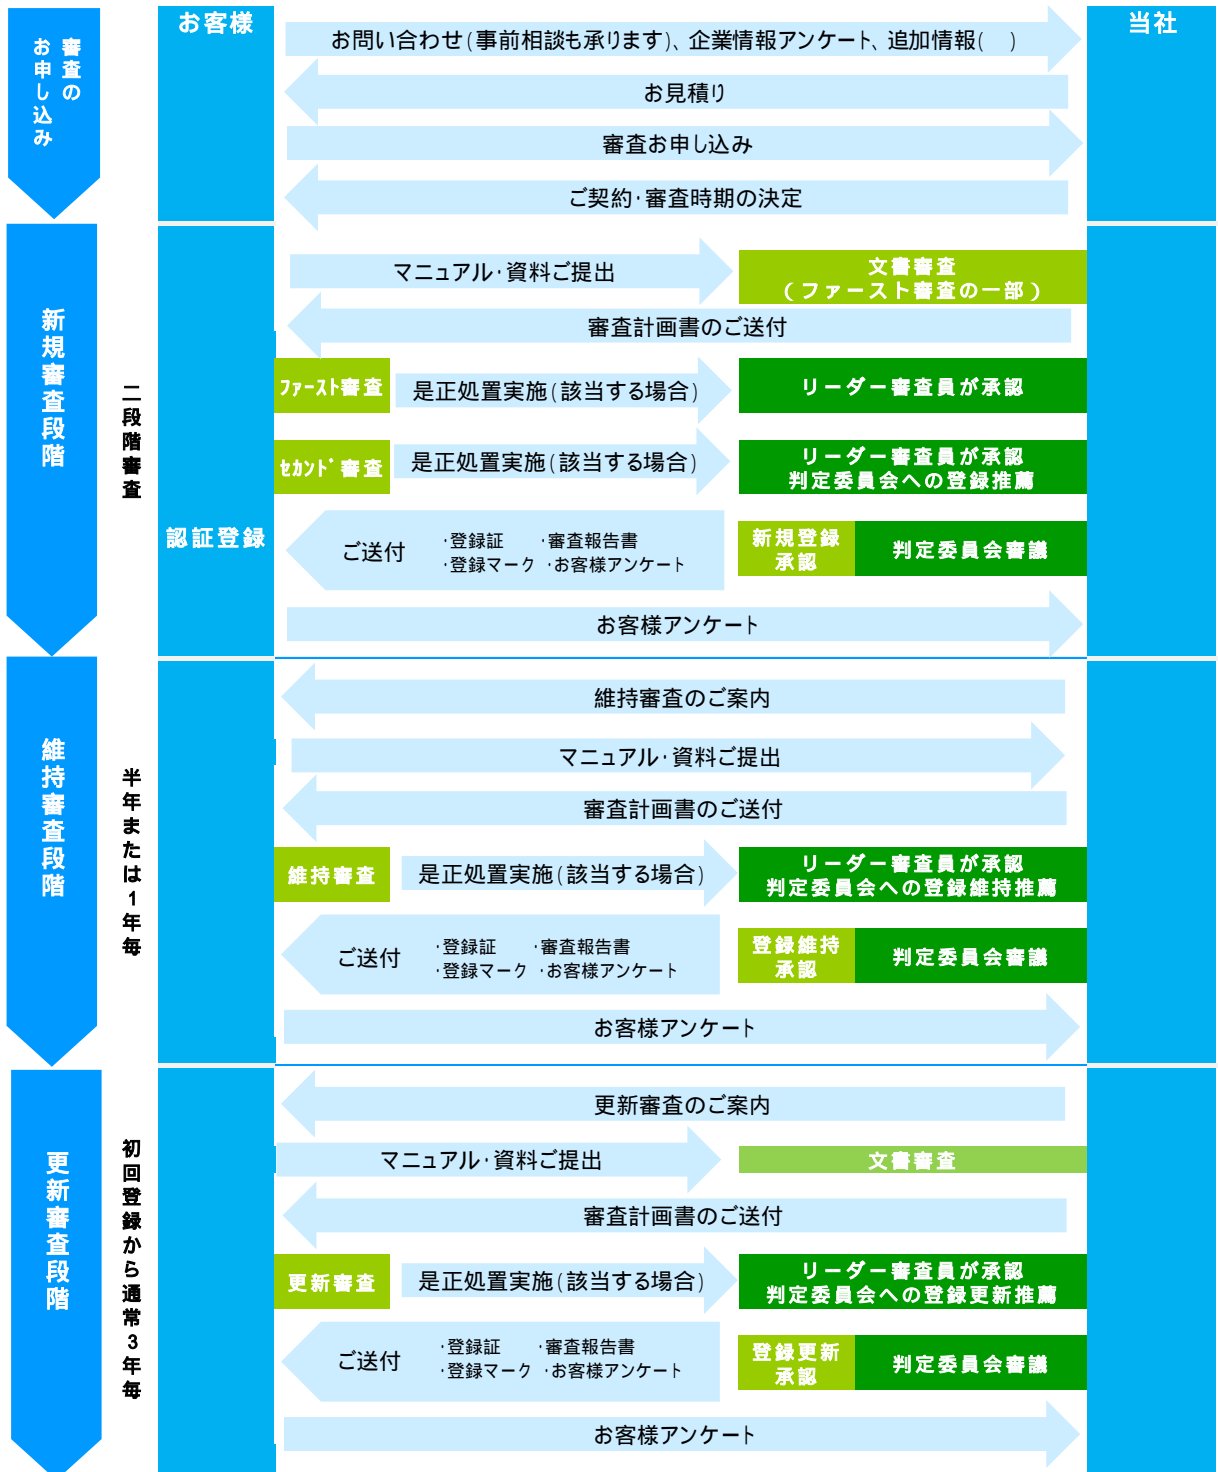 お客様
当社
審査の
お申し込み
お問い合わせ(事前相談も承ります)、企業情報アンケート、追加情報(　)
お見積り
審査お申し込み
ご契約・審査時期の決定
新規審査段階
二段階審査
マニュアル・資料ご提出
文書審査
(ファースト審査の一部)
審査計画書のご送付
ファースト審査
是正処置実施(該当する場合)
リーダー審査員が承認
セカンド審査
是正処置実施(該当する場合)
リーダー審査員が承認
判定委員会への登録推薦
認証登録
ご送付
・登録証　・審査報告書
・登録マーク ・お客様アンケート
新規登録
承認
判定委員会審議
お客様アンケート
維持審査段階
半年または1年毎
維持審査のご案内
マニュアル・資料ご提出
審査計画書のご送付
維持審査
是正処置実施(該当する場合)
リーダー審査員が承認
判定委員会への登録維持推薦
ご送付
・登録証　・審査報告書
・登録マーク ・お客様アンケート
登録維持
承認
判定委員会審議
お客様アンケート
更新審査段階
初回登録から通常3年毎
更新審査のご案内
マニュアル・資料ご提出
文書審査
審査計画書のご送付
更新審査
是正処置実施(該当する場合)
リーダー審査員が承認
判定委員会への登録更新推薦
ご送付
・登録証　・審査報告書
・登録マーク ・お客様アンケート
登録更新
承認
判定委員会審議
お客様アンケート